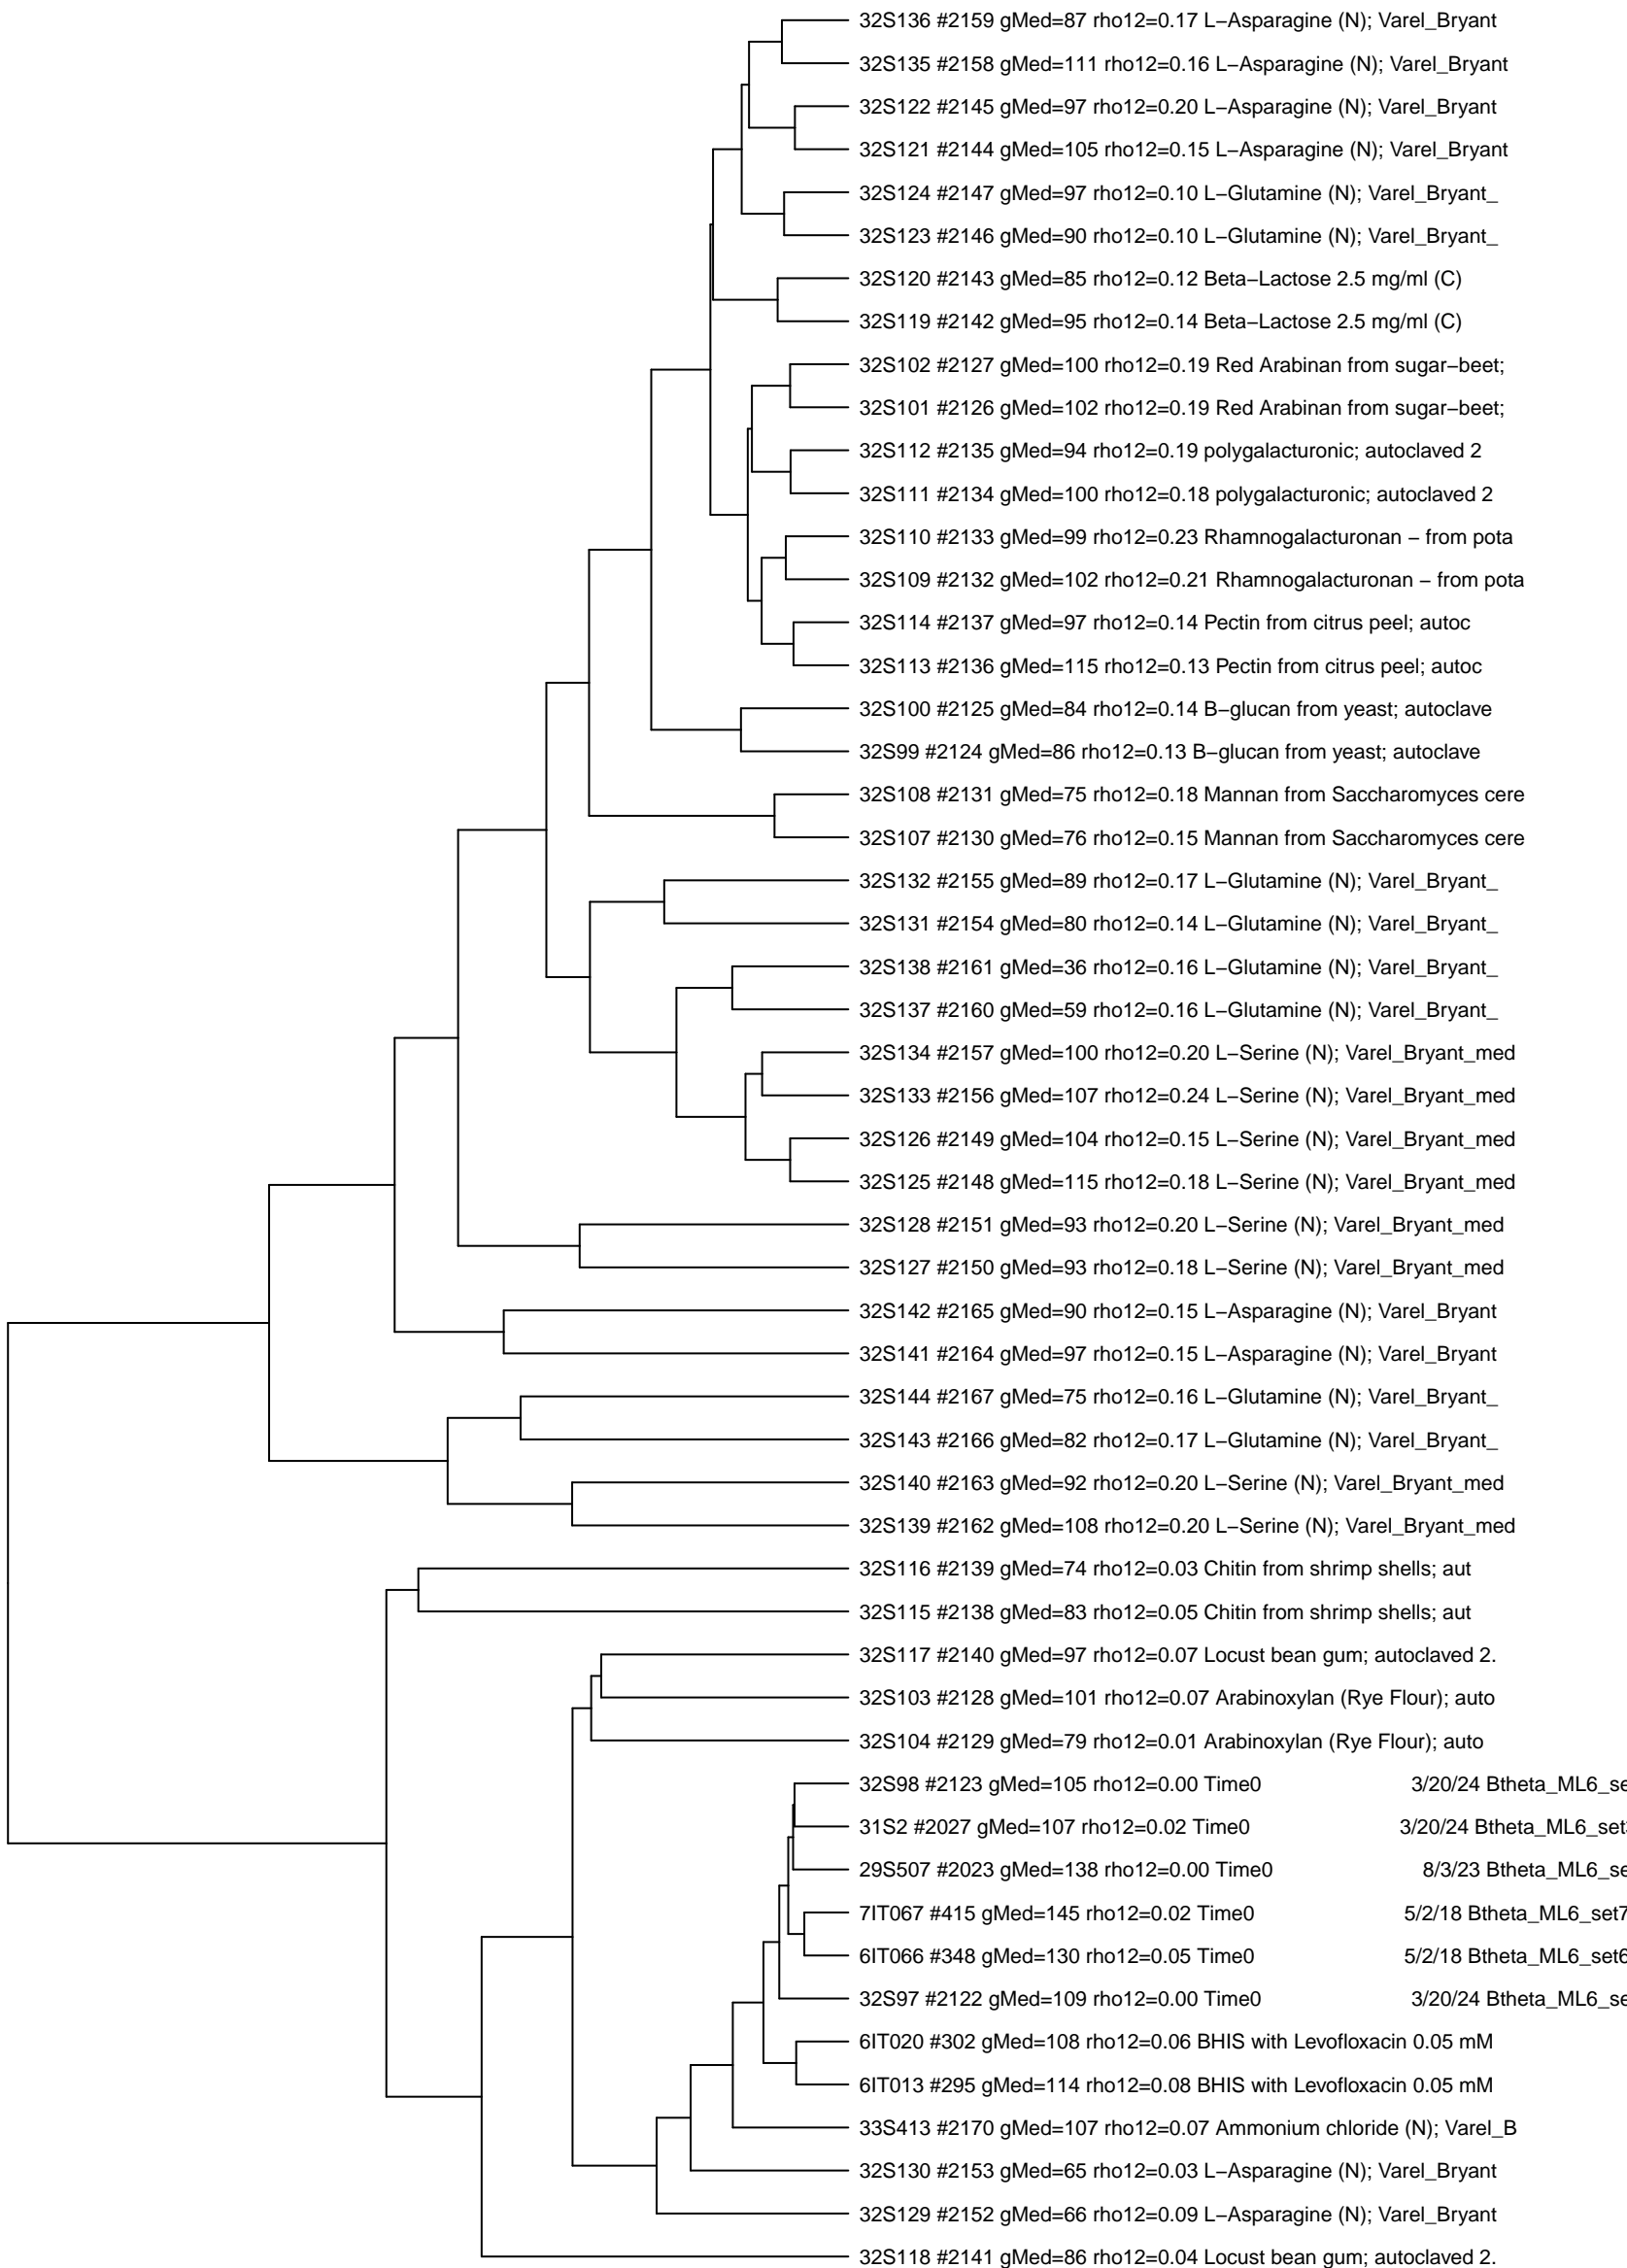 32S136 #2159 gMed=87 rho12=0.17 L−Asparagine (N); Varel_Bryant
32S135 #2158 gMed=111 rho12=0.16 L−Asparagine (N); Varel_Bryant
32S122 #2145 gMed=97 rho12=0.20 L−Asparagine (N); Varel_Bryant
32S121 #2144 gMed=105 rho12=0.15 L−Asparagine (N); Varel_Bryant
32S124 #2147 gMed=97 rho12=0.10 L−Glutamine (N); Varel_Bryant_
32S123 #2146 gMed=90 rho12=0.10 L−Glutamine (N); Varel_Bryant_
32S120 #2143 gMed=85 rho12=0.12 Beta−Lactose 2.5 mg/ml (C)
32S119 #2142 gMed=95 rho12=0.14 Beta−Lactose 2.5 mg/ml (C)
32S102 #2127 gMed=100 rho12=0.19 Red Arabinan from sugar−beet;
32S101 #2126 gMed=102 rho12=0.19 Red Arabinan from sugar−beet;
32S112 #2135 gMed=94 rho12=0.19 polygalacturonic; autoclaved 2
32S111 #2134 gMed=100 rho12=0.18 polygalacturonic; autoclaved 2
32S110 #2133 gMed=99 rho12=0.23 Rhamnogalacturonan − from pota
32S109 #2132 gMed=102 rho12=0.21 Rhamnogalacturonan − from pota
32S114 #2137 gMed=97 rho12=0.14 Pectin from citrus peel; autoc
32S113 #2136 gMed=115 rho12=0.13 Pectin from citrus peel; autoc
32S100 #2125 gMed=84 rho12=0.14 B−glucan from yeast; autoclave
32S99 #2124 gMed=86 rho12=0.13 B−glucan from yeast; autoclave
32S108 #2131 gMed=75 rho12=0.18 Mannan from Saccharomyces cere
32S107 #2130 gMed=76 rho12=0.15 Mannan from Saccharomyces cere
32S132 #2155 gMed=89 rho12=0.17 L−Glutamine (N); Varel_Bryant_
32S131 #2154 gMed=80 rho12=0.14 L−Glutamine (N); Varel_Bryant_
32S138 #2161 gMed=36 rho12=0.16 L−Glutamine (N); Varel_Bryant_
32S137 #2160 gMed=59 rho12=0.16 L−Glutamine (N); Varel_Bryant_
32S134 #2157 gMed=100 rho12=0.20 L−Serine (N); Varel_Bryant_med
32S133 #2156 gMed=107 rho12=0.24 L−Serine (N); Varel_Bryant_med
32S126 #2149 gMed=104 rho12=0.15 L−Serine (N); Varel_Bryant_med
32S125 #2148 gMed=115 rho12=0.18 L−Serine (N); Varel_Bryant_med
32S128 #2151 gMed=93 rho12=0.20 L−Serine (N); Varel_Bryant_med
32S127 #2150 gMed=93 rho12=0.18 L−Serine (N); Varel_Bryant_med
32S142 #2165 gMed=90 rho12=0.15 L−Asparagine (N); Varel_Bryant
32S141 #2164 gMed=97 rho12=0.15 L−Asparagine (N); Varel_Bryant
32S144 #2167 gMed=75 rho12=0.16 L−Glutamine (N); Varel_Bryant_
32S143 #2166 gMed=82 rho12=0.17 L−Glutamine (N); Varel_Bryant_
32S140 #2163 gMed=92 rho12=0.20 L−Serine (N); Varel_Bryant_med
32S139 #2162 gMed=108 rho12=0.20 L−Serine (N); Varel_Bryant_med
32S116 #2139 gMed=74 rho12=0.03 Chitin from shrimp shells; aut
32S115 #2138 gMed=83 rho12=0.05 Chitin from shrimp shells; aut
32S117 #2140 gMed=97 rho12=0.07 Locust bean gum; autoclaved 2.
32S103 #2128 gMed=101 rho12=0.07 Arabinoxylan (Rye Flour); auto
32S104 #2129 gMed=79 rho12=0.01 Arabinoxylan (Rye Flour); auto
32S98 #2123 gMed=105 rho12=0.00 Time0 3/20/24 Btheta_ML6_se
31S2 #2027 gMed=107 rho12=0.02 Time0 3/20/24 Btheta_ML6_set
29S507 #2023 gMed=138 rho12=0.00 Time0 8/3/23 Btheta_ML6_se
7IT067 #415 gMed=145 rho12=0.02 Time0 5/2/18 Btheta_ML6_set7
6IT066 #348 gMed=130 rho12=0.05 Time0 5/2/18 Btheta_ML6_set6
32S97 #2122 gMed=109 rho12=0.00 Time0 3/20/24 Btheta_ML6_se
6IT020 #302 gMed=108 rho12=0.06 BHIS with Levofloxacin 0.05 mM
6IT013 #295 gMed=114 rho12=0.08 BHIS with Levofloxacin 0.05 mM
33S413 #2170 gMed=107 rho12=0.07 Ammonium chloride (N); Varel_B
32S130 #2153 gMed=65 rho12=0.03 L−Asparagine (N); Varel_Bryant
32S129 #2152 gMed=66 rho12=0.09 L−Asparagine (N); Varel_Bryant
32S118 #2141 gMed=86 rho12=0.04 Locust bean gum; autoclaved 2.